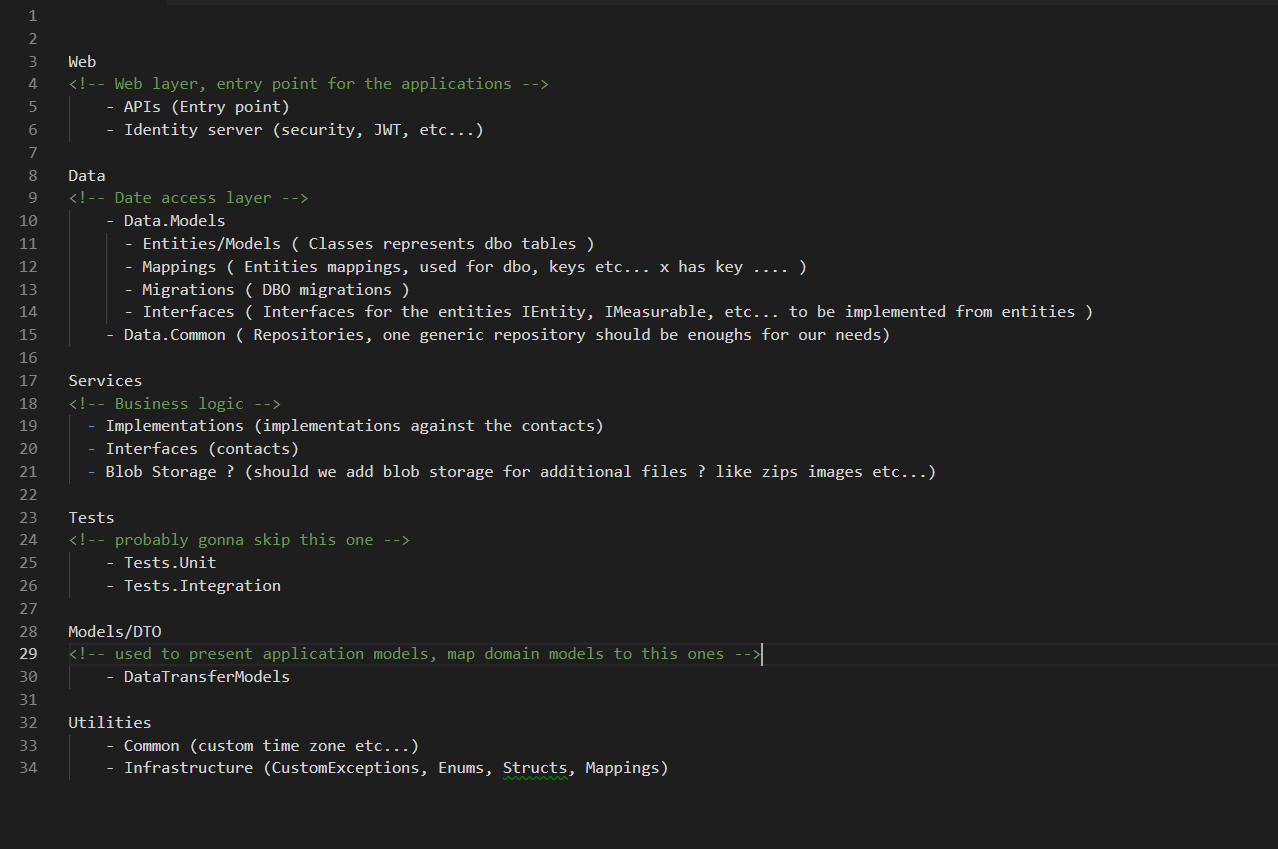 1
2
3 Web
4 <!-- Web layer, entry point for the applications -->
5 - APIs (Entry point)
6 - Identity server (security, JWT, etc...)
7
8 Data
9 <!-- Date access layer -->
10 - Data.Models
11 - Entities/Models ( Classes represents dbo tables )
12 - Mappings ( Entities mappings, used for dbo, keys etc... x has key .... )
13 - Migrations ( DBO migrations )
14 - Interfaces ( Interfaces for the entities IEntity, IMeasurable, etc... to be implemented from entities )
15 - Data.Common ( Repositories, one generic repository should be enoughs for our needs)
16
17 Services
18 <!-- Business logic -->
19 - Implementations (implementations against the contacts)
20 - Interfaces (contacts)
21 - Blob Storage ? (should we add blob storage for additional files ? like zips images etc...)
22
23 Tests
24 <!-- probably gonna skip this one -->
25 - Tests.Unit
26 - Tests.Integration
27
28 Models/DTO
29 <!-- used to present application models, map domain models to this ones -->
30 - DataTransferModels
31
32 Utilities
33 - Common (custom time zone etc...)
34 - Infrastructure (CustomExceptions, Enums, Structs, Mappings)